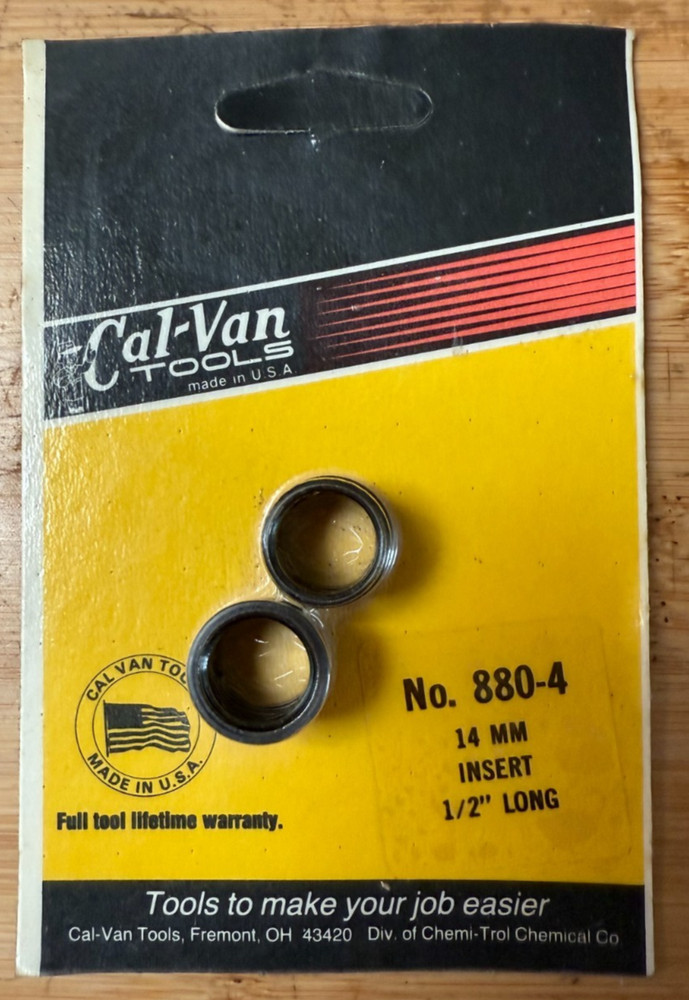 Cal-Van
TOOLS
made in U.S.A
CAL VAN TOO
MADE IN U.S.A.
Full tool lifetime warranty.
No. 880-4
14 MM
INSERT
1/2" LONG
Tools to make your job easier
Cal-Van Tools, Fremont, OH 43420 Div. of Chemi-Trol Chemical Co